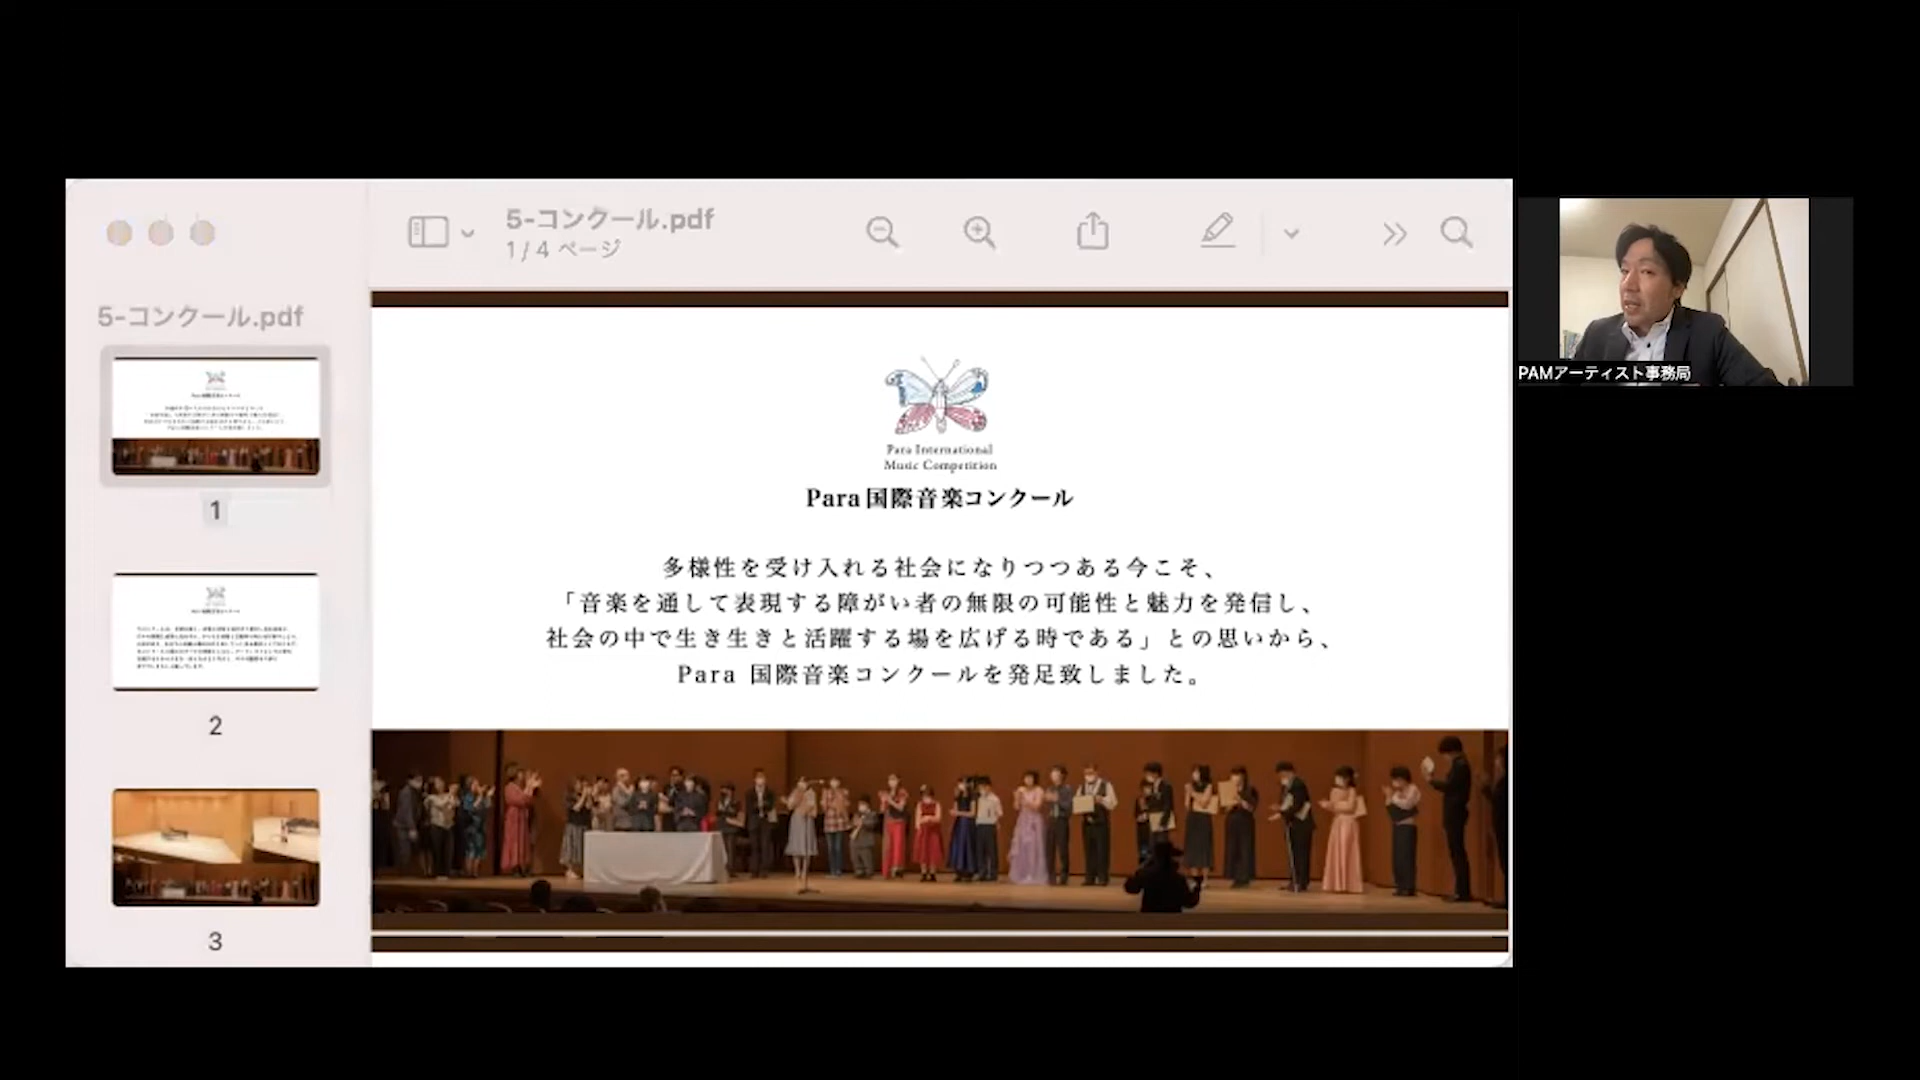 5-コンクール.pdf
1 / 4 ページ
5-コンクール.pdf
1
2
3
Para International
Music Competition
Para国際音楽コンクール
多様性を受け入れる社会になりつつある今こそ、
「音楽を通して表現する障がい者の無限の可能性と魅力を発信し、
社会の中で生き生きと活躍する場を広げる時である」との思いから、
Para 国際音楽コンクールを発足致しました。
PAMアーティスト事務局